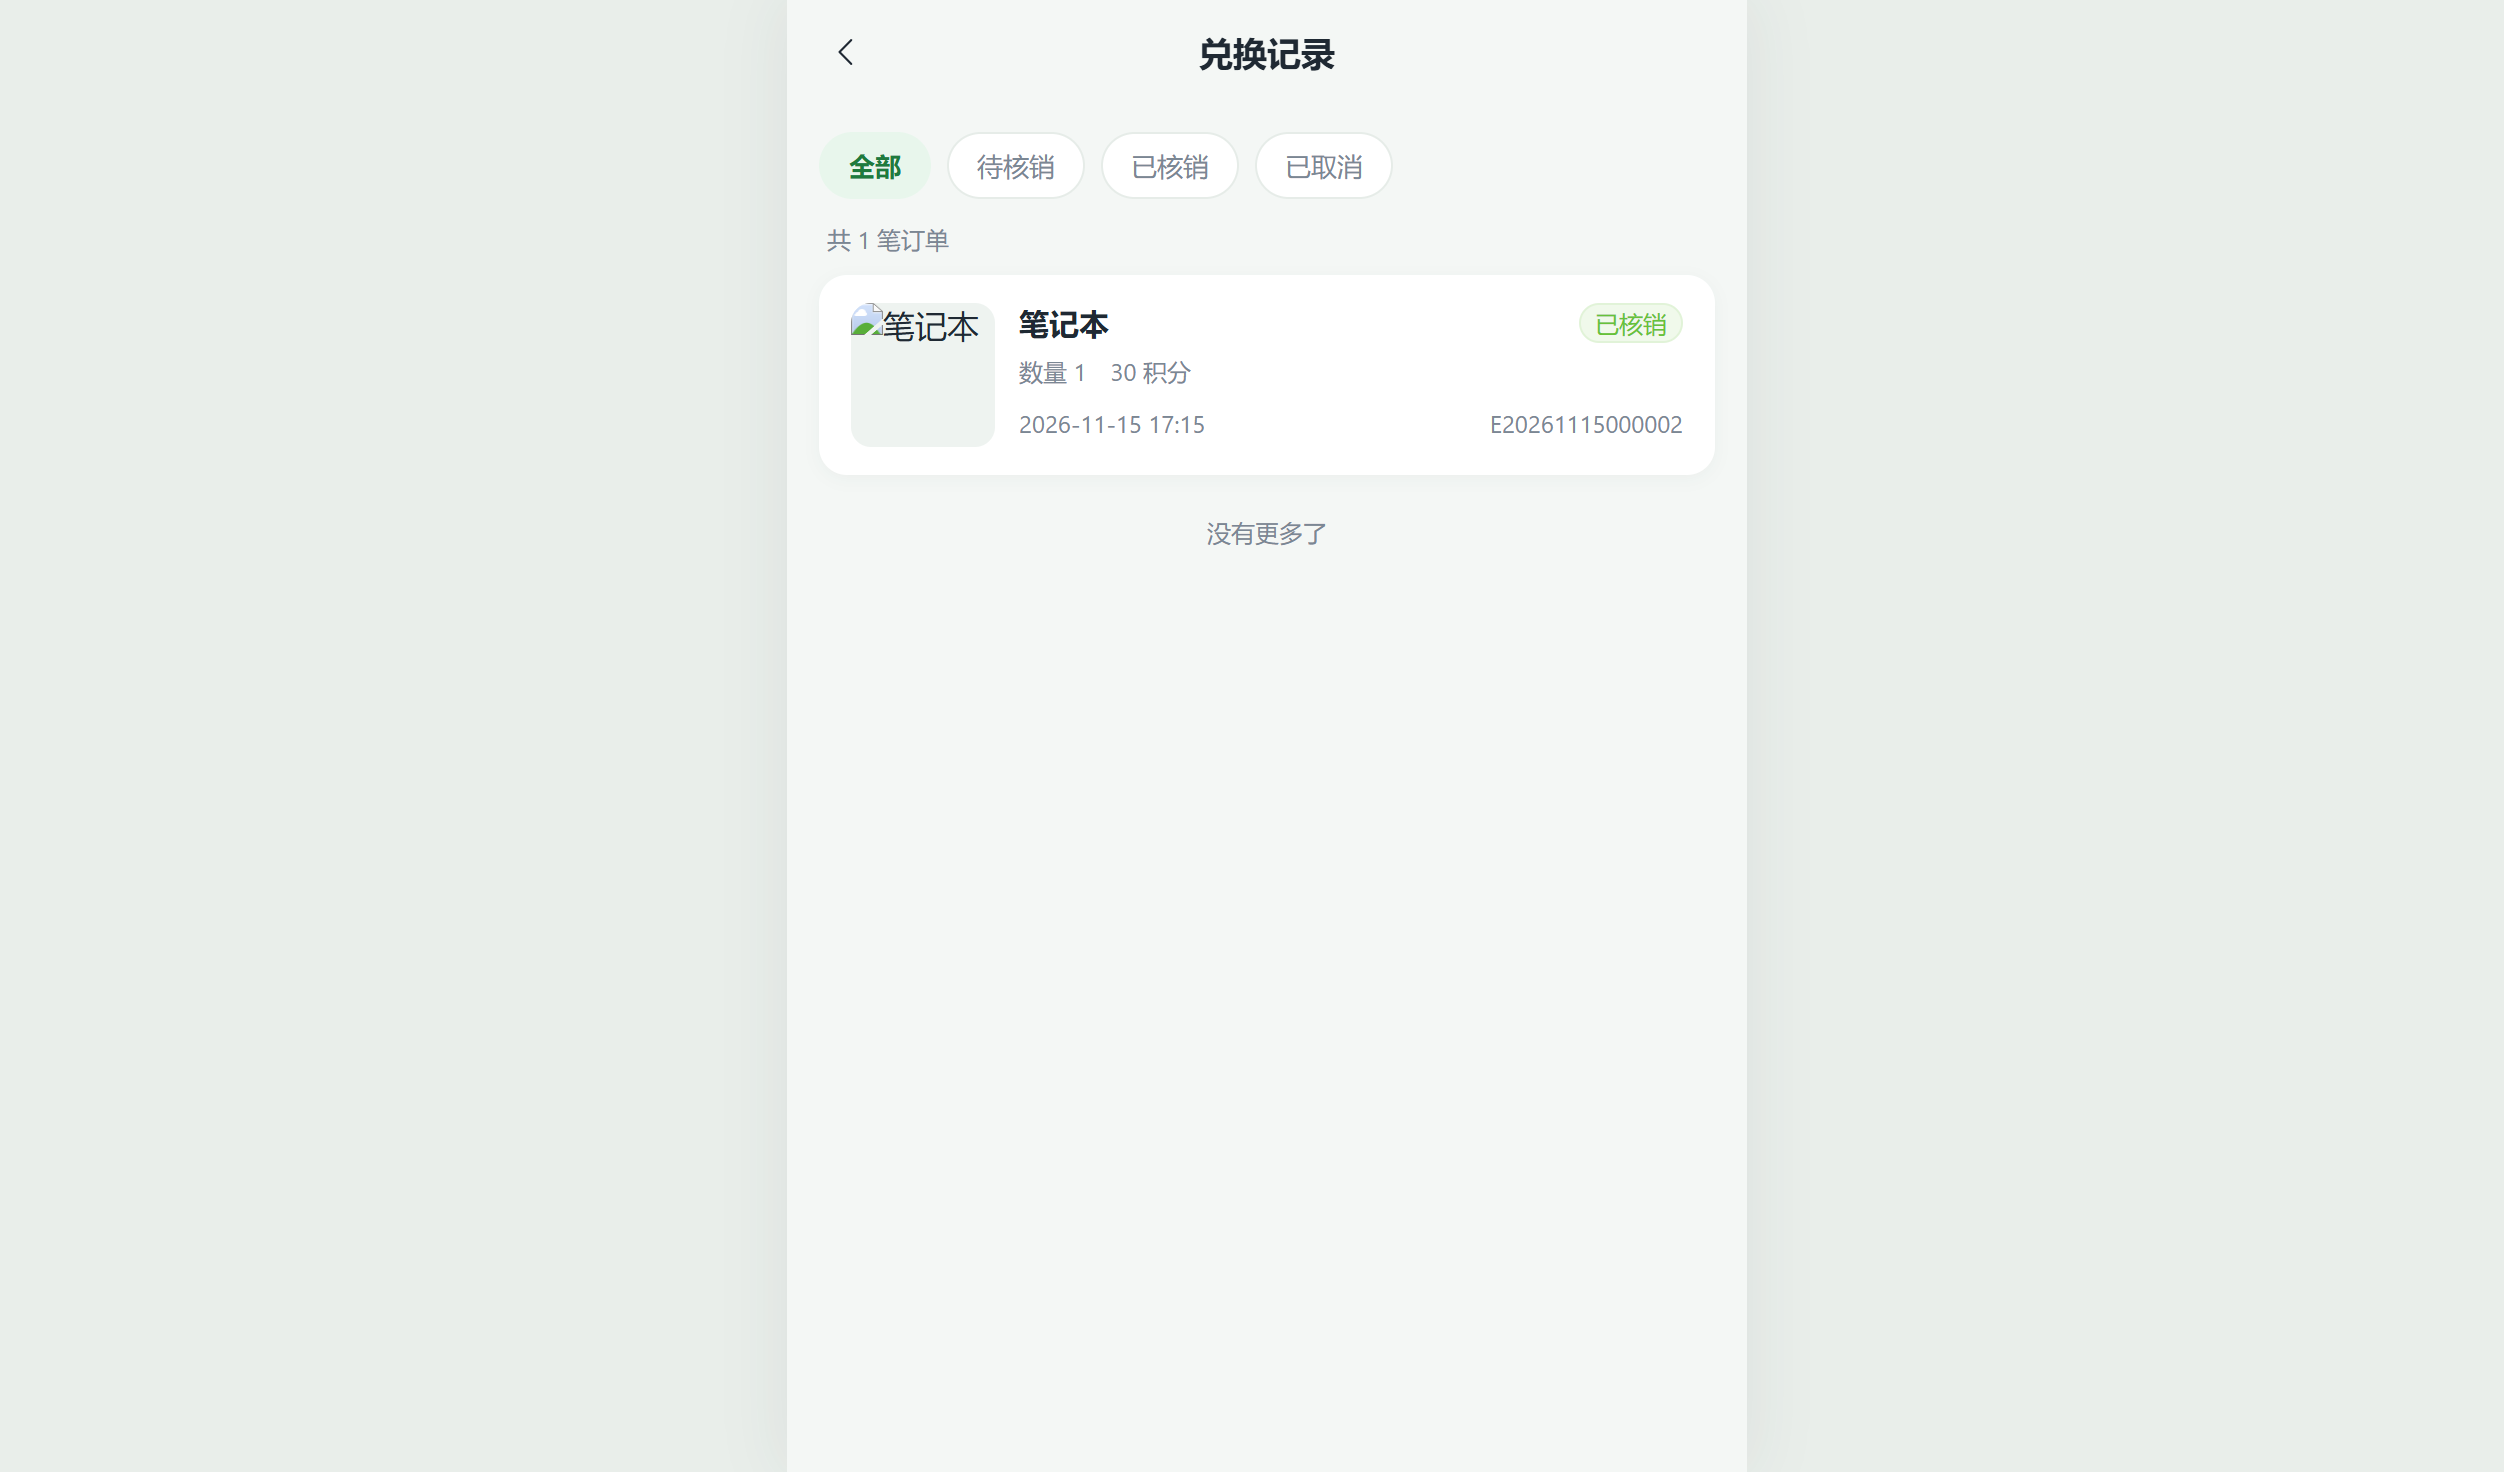 兑换记录
全部 待核销 已核销 已取消
共 1 笔订单
笔记本 笔记本 已核销
数量 1 30 积分
2026-11-15 17:15 E20261115000002
没有更多了